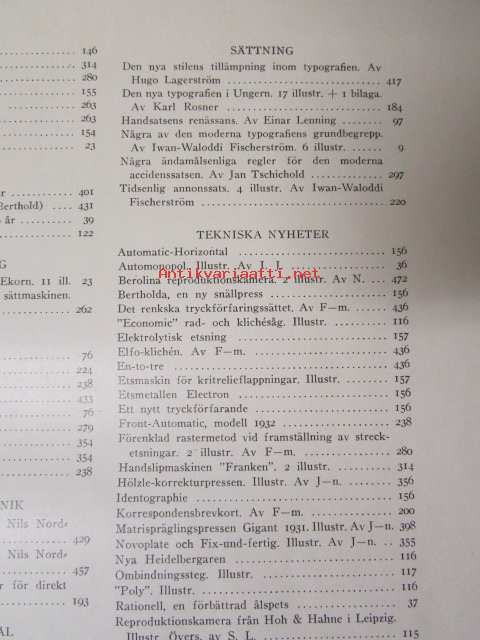 146
314
280
155
263
263
154
23
401
Berthold) 431
år 39
122
Ekorn. 11 ill. 23
sättmaskinen.
262
76
224
238
433
76
279
354
354
238
NIK
Nils Nord-
429
Nils Nord-
457
r för direkt
193
SÄTTNING
Den nya stilens tillämpning inom typografien. Av
Hugo Lagerström 417
Den nya typografien i Ungern. 17 illustr. + 1 bilaga.
Av Karl Rosner 184
Handsatsens renässans. Av Einar Lenning 97
Några av den moderna typografiens grundbegrepp.
Av Iwan-Waloddi Fischerström. 6 illustr. 9
Några ändamålsenliga regler för den moderna
accidenssatsen. Av Jan Tschichold 297
Tidsenlig annonssats. 4 illustr. Av Iwan-Waloddi
Fischerström 220
TEKNISKA NYHETER
Automatic-Horizontal 156
Automonopol. Illustr. Av J. 36
Antikvariaatti.net
Berolina reproduktionskamera. 2 illustr. Av N. 472
Bertholda, en ny snällpress 156
Det renkska tryckförfaringssättet. Av F—m. 436
"Economic" rad- och klichésåg. Illustr. 116
Elektrolytisk etsning 157
Elfo-klichén. Av F—m. 436
En-to-tre 436
Etsmaskin för kritrelieflappningar. Illustr. 157
Etsmetallen Electron 156
Ett nytt tryckförfarande 156
Front-Automatic, modell 1932 238
Förenklad rastermetod vid framställning av streck-
etsningar. 2 illustr. Av F—m. 280
Handslipmaskinen "Franken". 2 illustr. 314
Hölzle-korrekturpressen. Illustr. Av J—n. 356
Identographie 156
Korrespondensbrevkort. Av F—m. 200
Matrispräglingspressen Gigant 1931. Illustr. Av J—n. 398
Novoplate och Fix-und-fertig. Illustr. Av J—n. 355
Nya Heidelbergaren 116
Ombindningssteg. Illustr. 117
"Poly". Illustr. 116
Rationell, en förbättrad ålspets 37
Reproduktionskamera från Hoh & Hahne i Leipzig.
Illustr. Övers. av S. L. 115